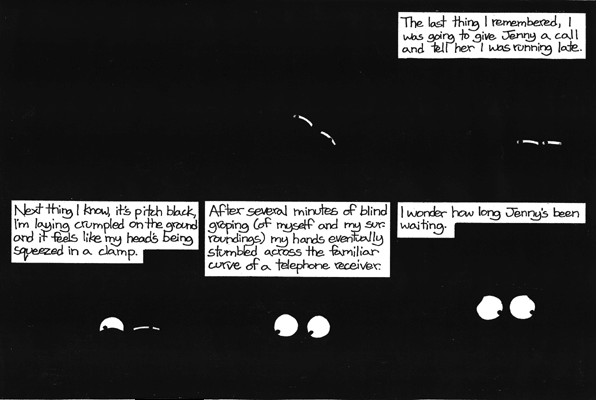 The last thing I remembered, I
was going to give Jenny a call
and tell her I was running late.
Next thing I know, it's pitch black,
I'm laying crumpled on the ground
and it feels like my head's being
squeezed in a clamp.
After several minutes of blind
groping (of myself and my sur-
roundings) my hands eventually
stumbled across the familiar
curve of a telephone receiver.
I wonder how long Jenny's been
waiting.